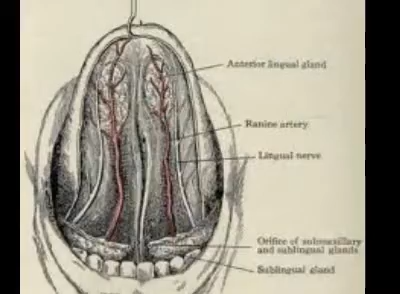 Anterior lingual gland
Ranine artery
Lingual nerve
Orifice of submaxillary
and sublingual glands
Sublingual gland